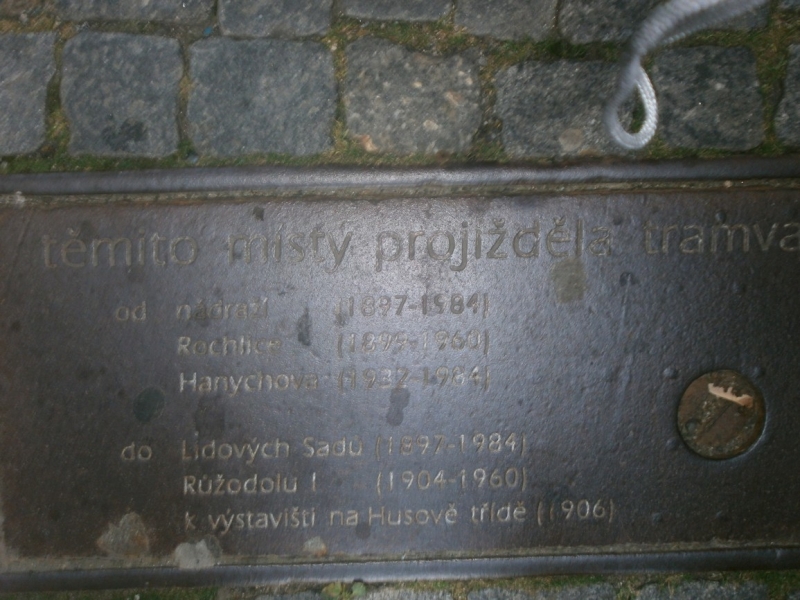 těmito místy projížděla tramva
od nádraží (1897-1984)
Rochlice (1899-1960)
Hanychova (1932-1984)
do Lidových Sadů (1897-1984)
Růžodolu I (1904-1960)
k výstavišti na Husově třídě (1906)